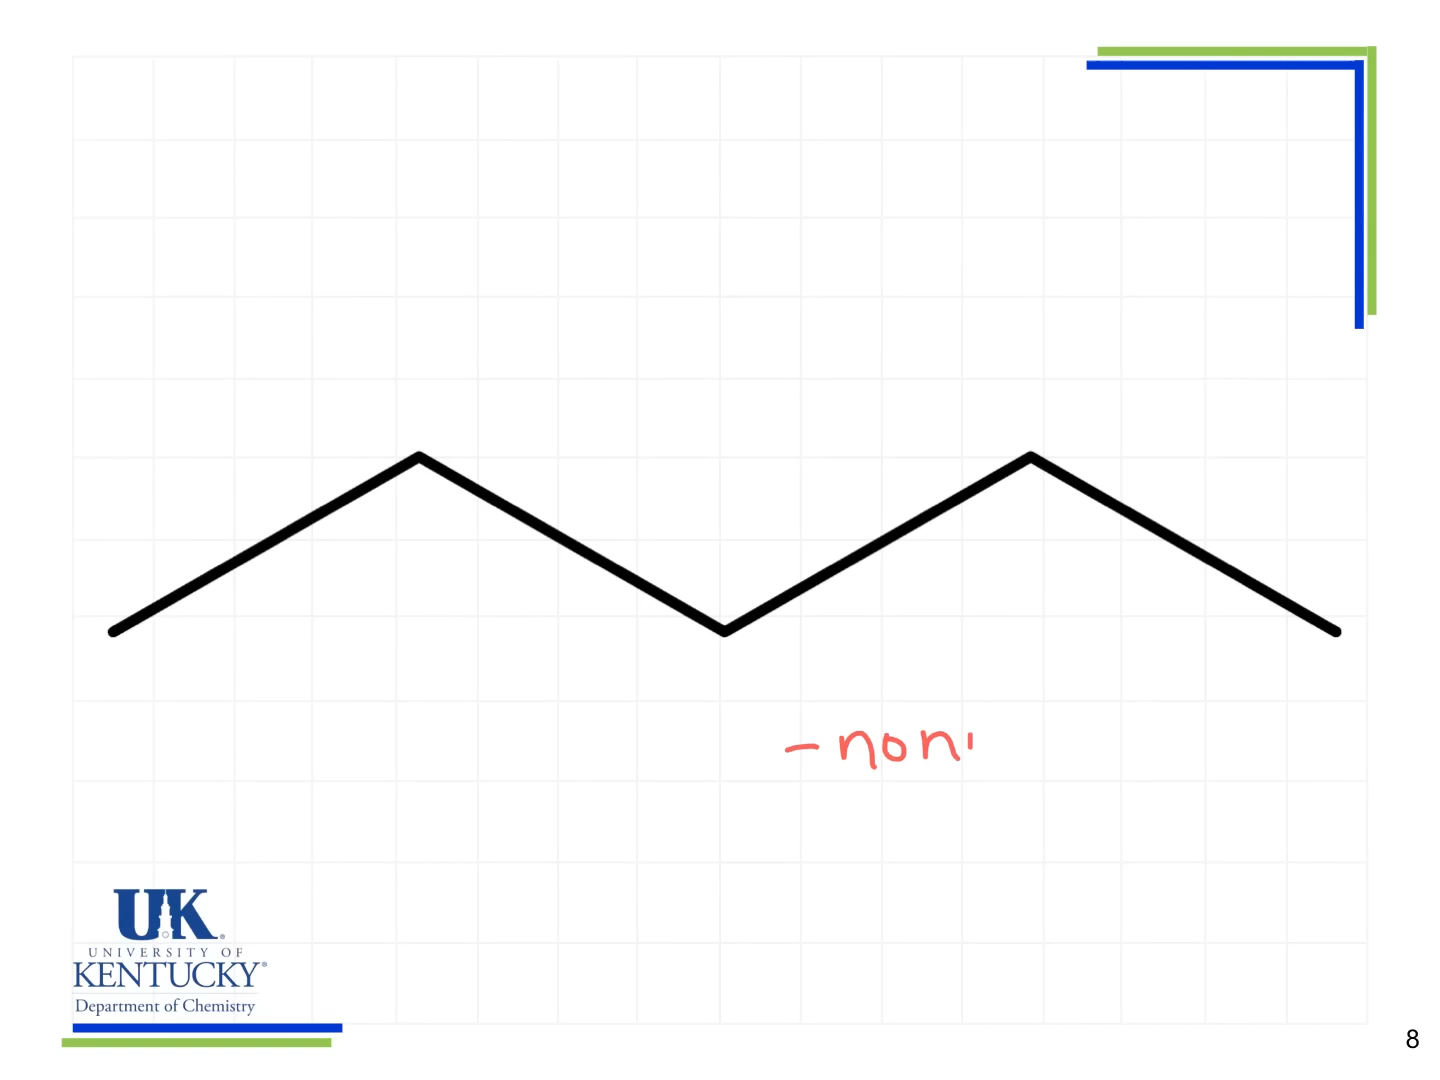 - non
UK
UNIVERSITY OF
KENTUCKY®
Department of Chemistry
8